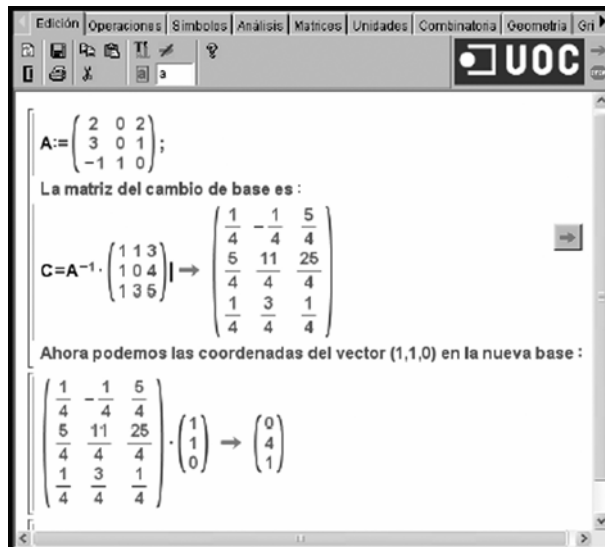 Edición Operaciones Símbolos Análisis Matrices Unidades Combinatoria Geometría Gri
a a
UOC
A:= ( 2 0 2
3 0 1
-1 1 0 ) ;
La matriz del cambio de base es :
C=A⁻¹· ( 1 1 3
1 0 4
1 3 5 ) → ( 1/4 -1/4 5/4
5/4 11/4 25/4
1/4 3/4 1/4 )
Ahora podemos las coordenadas del vector (1,1,0) en la nueva base :
( 1/4 -1/4 5/4
5/4 11/4 25/4
1/4 3/4 1/4 ) · ( 1
1
0 ) → ( 0
4
1 )